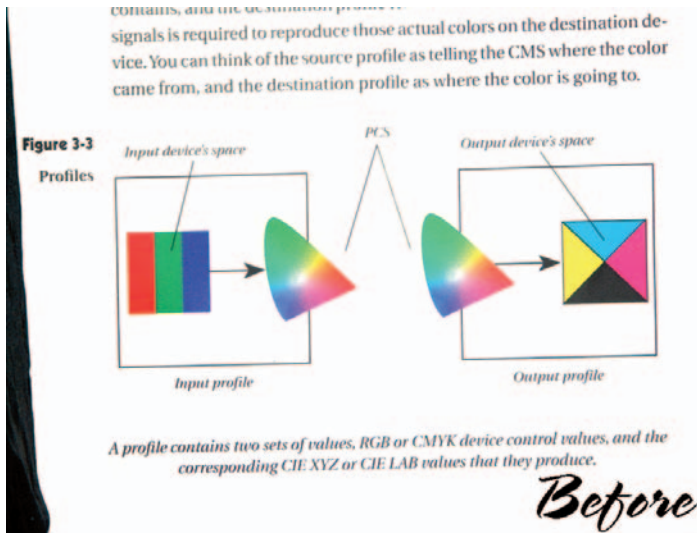 contains, and the destination
signals is required to reproduce those actual colors on the destination de-
vice. You can think of the source profile as telling the CMS where the color
came from, and the destination profile as where the color is going to.
Figure 3-3
Profiles
Input device's space
PCS
Output device's space
Input profile
Output profile
A profile contains two sets of values, RGB or CMYK device control values, and the
corresponding CIE XYZ or CIE LAB values that they produce.
Before